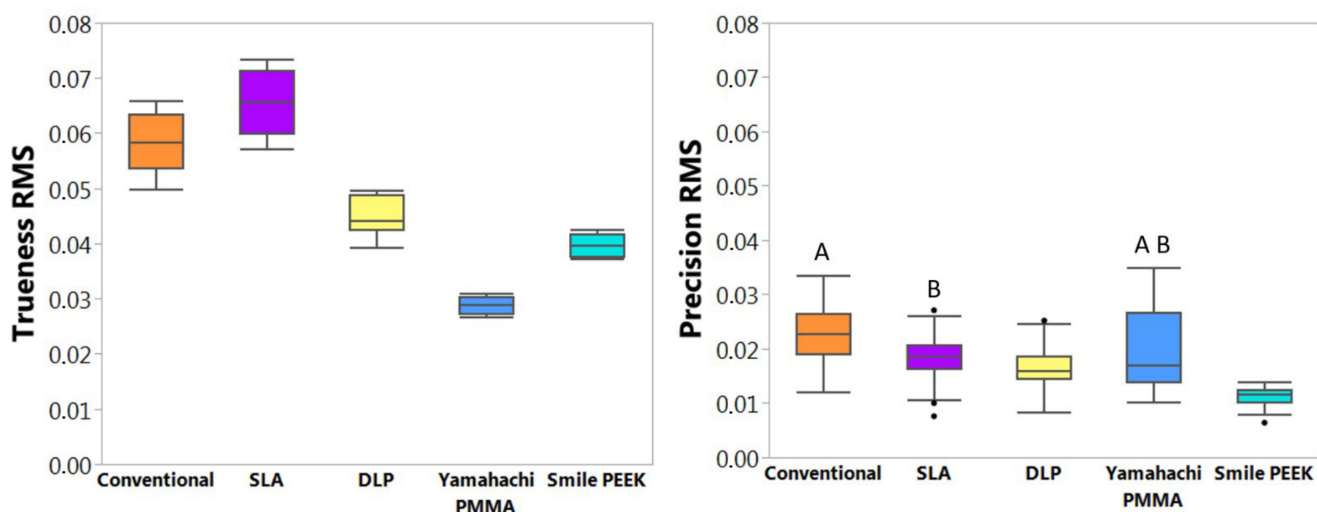 Trueness RMS
0.08
0.07
0.06
0.05
0.04
0.03
0.02
0.01
0.00
Conventional SLA DLP Yamahachi PMMA Smile PEEK
Precision RMS
0.08
0.07
0.06
0.05
0.04
0.03
0.02
0.01
0.00
A
B
A B
Conventional SLA DLP Yamahachi PMMA Smile PEEK